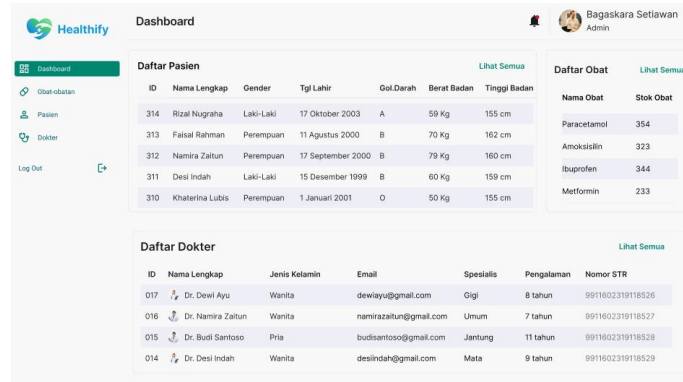 Healthify
Dashboard
Bagaskara Setiawan
Admin
Dashboard
Obat-obatan
Pasien
Dokter
Log Out
Daftar Pasien Lihat Semua
ID Nama Lengkap Gender Tgl Lahir Gol.Darah Berat Badan Tinggi Badan
314 Rizal Nugraha Laki-Laki 17 Oktober 2003 A 59 Kg 155 cm
313 Faisal Rahman Perempuan 11 Agustus 2000 B 70 Kg 162 cm
312 Namira Zaitun Perempuan 17 September 2000 B 79 Kg 160 cm
311 Desi Indah Laki-Laki 15 Desember 1999 B 60 Kg 159 cm
310 Khaterina Lubis Perempuan 1 Januari 2001 O 50 Kg 155 cm
Daftar Obat Lihat Semua
Nama Obat Stok Obat
Paracetamol 354
Amoksisilin 323
Ibuprofen 344
Metformin 233
Daftar Dokter Lihat Semua
ID Nama Lengkap Jenis Kelamin Email Spesialis Pengalaman Nomor STR
017 Dr. Dewi Ayu Wanita dewiayu@gmail.com Gigi 8 tahun 9911602319118526
016 Dr. Namira Zaitun Wanita namirazaitun@gmail.com Umum 7 tahun 9911602319118527
015 Dr. Budi Santoso Pria budisantoso@gmail.com Jantung 11 tahun 9911602319118528
014 Dr. Desi Indah Wanita desiindah@gmail.com Mata 9 tahun 9911602319118529